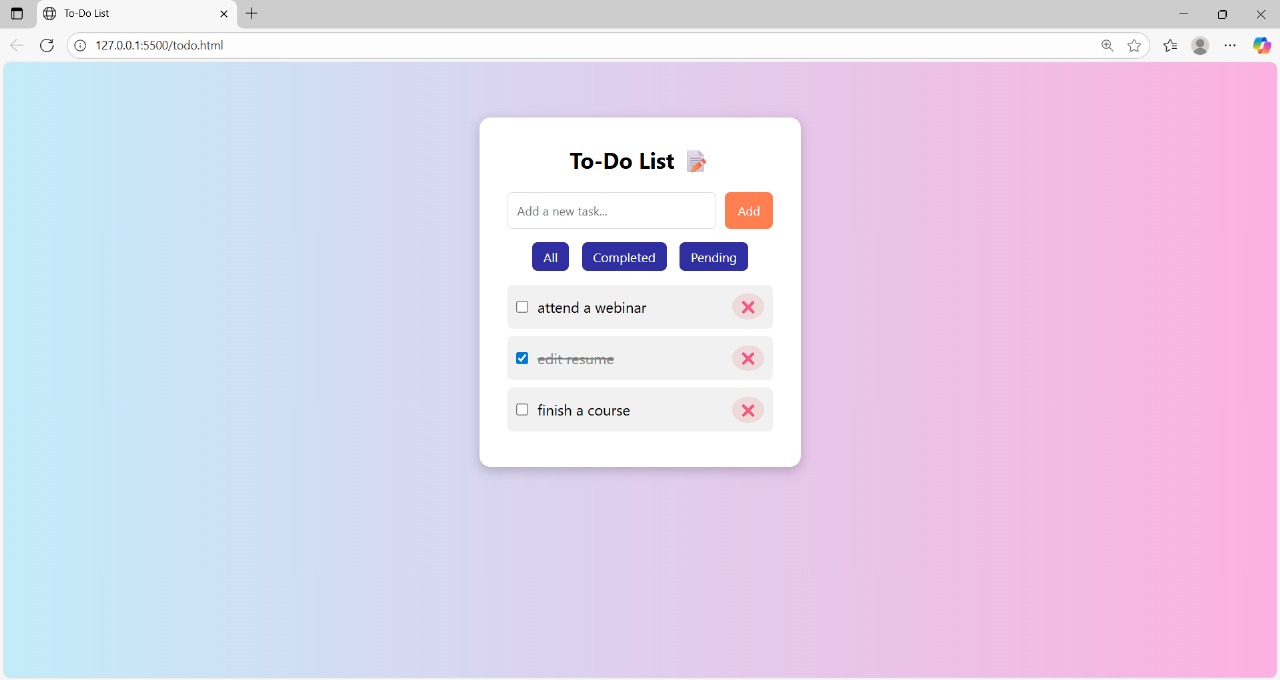 To-Do List
127.0.0.1:5500/todo.html
To-Do List
Add a new task...
Add
All
Completed
Pending
attend a webinar
edit resume
finish a course